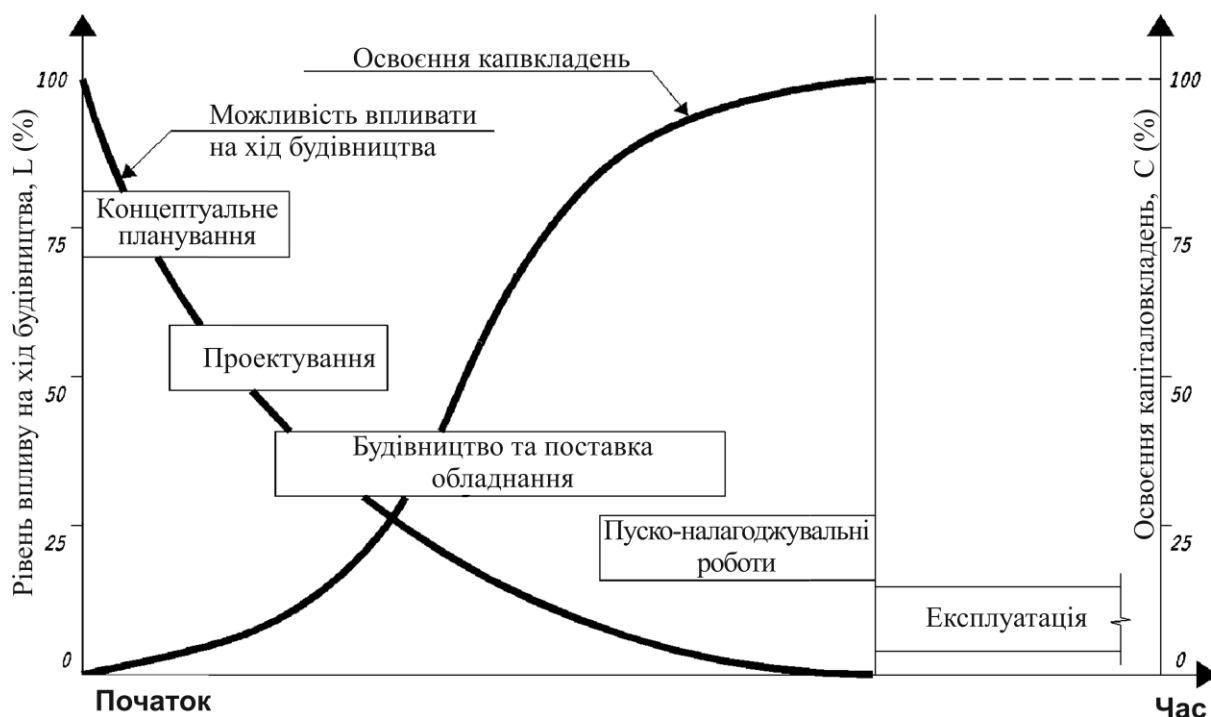 Освоєння капвкладень
100
100
Можливість впливати
на хід будівництва
Рівень впливу на хід будівництва, L (%)
Освоєння капіталовкладень, C (%)
Концептуальне
планування
75
75
Проектування
50
50
Будівництво та поставка
обладнання
25
25
Пуско-налагоджувальні
роботи
Експлуатація
0
0
Початок
Час